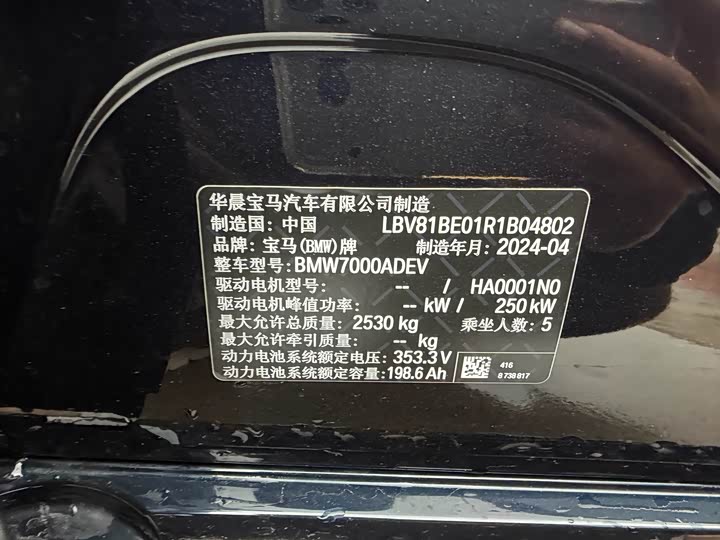 华晨宝马汽车有限公司制造
制造国: 中国 LBV81BE01R1B04802
品牌: 宝马(BMW)牌 制造年月: 2024-04
整车型号: BMW7000ADEV
驱动电机型号: -- / HA0001N0
驱动电机峰值功率: -- kW / 250 kW
最大允许总质量: 2530 kg 乘坐人数: 5
最大允许牵引质量: -- kg
动力电池系统额定电压: 353.3 V
动力电池系统额定容量: 198.6 Ah
416
8738817